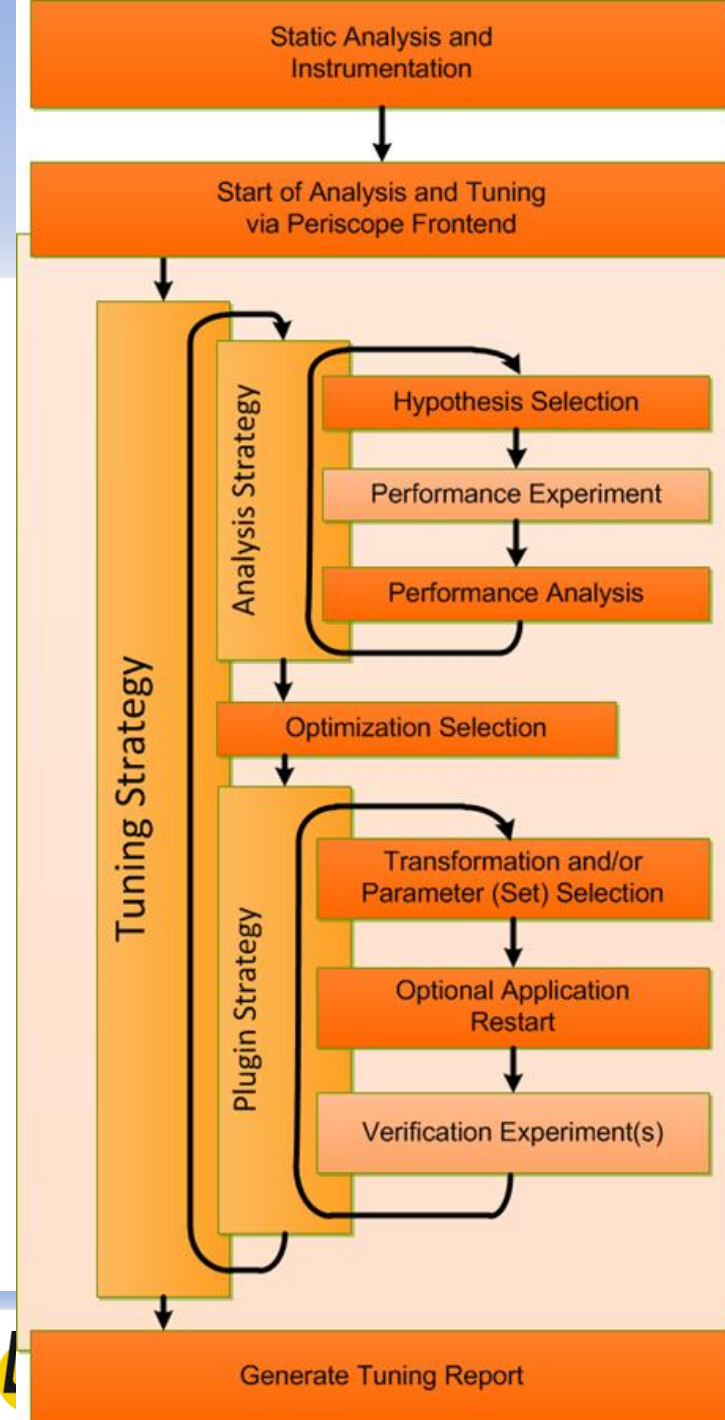 Static Analysis and
Instrumentation
Start of Analysis and Tuning
via Periscope Frontend
Tuning Strategy
Analysis Strategy
Hypothesis Selection
Performance Experiment
Performance Analysis
Optimization Selection
Plugin Strategy
Transformation and/or
Parameter (Set) Selection
Optional Application
Restart
Verification Experiment(s)
Generate Tuning Report